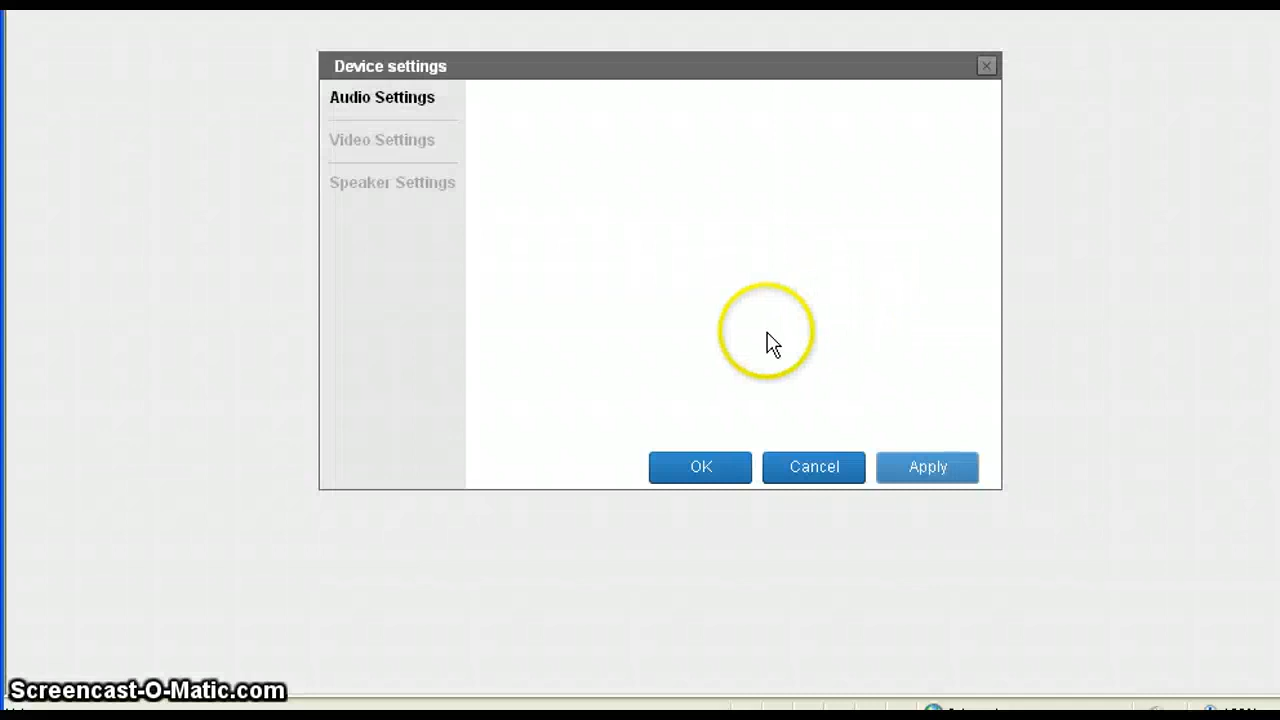 Device settings
Audio Settings
Video Settings
Speaker Settings
OK
Cancel
Apply
Screencast-O-Matic.com